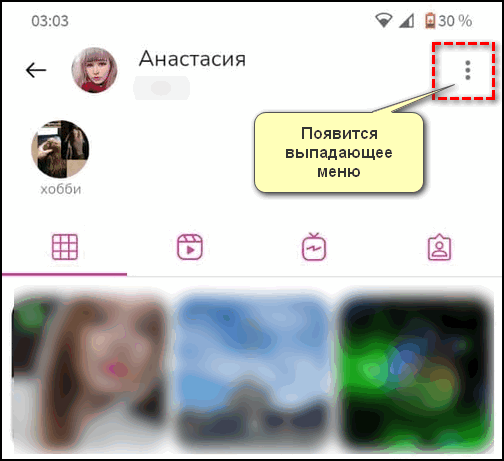 03:03
30 %
Анастасия
Появится
выпадающее
меню
хобби